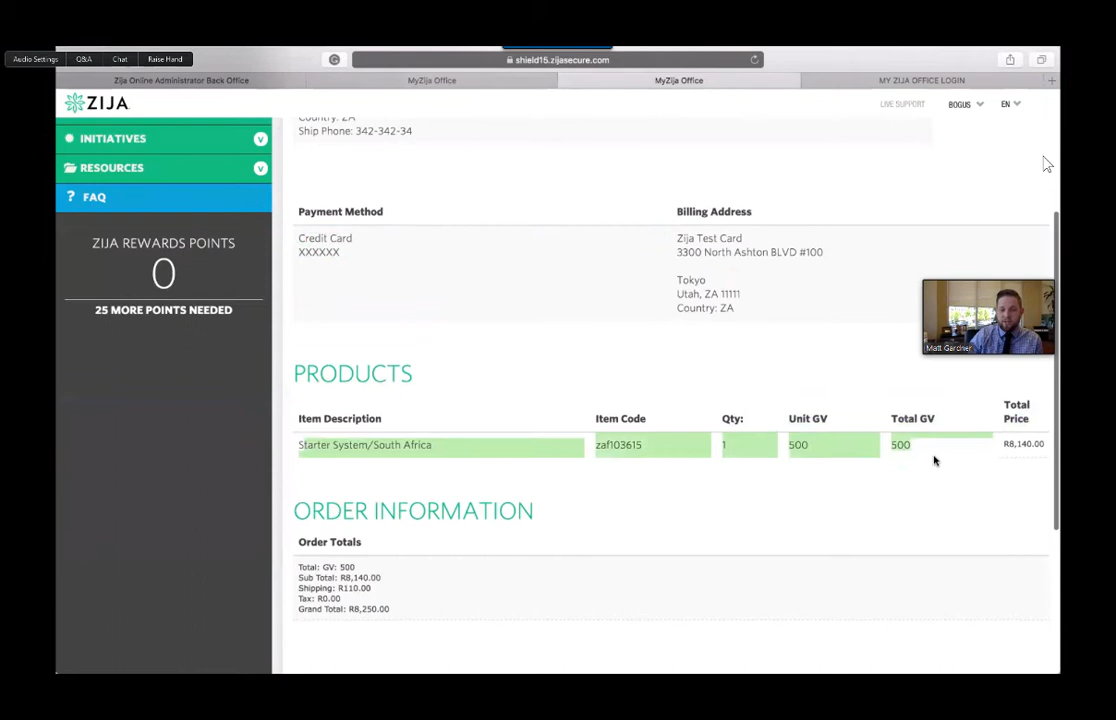 Audio Settings Q&A Chat Raise Hand
shield15.zijasecure.com
Zija Online Administrator Back Office MyZija Office MyZija Office MY ZIJA OFFICE LOGIN
ZIJA LIVE SUPPORT BOGUS EN
Country: ZA
Ship Phone: 342-342-34
INITIATIVES
RESOURCES
? FAQ
ZIJA REWARDS POINTS
0
25 MORE POINTS NEEDED
Payment Method Billing Address
Credit Card Zija Test Card
XXXXXX 3300 North Ashton BLVD #100
Tokyo
Utah, ZA 11111
Country: ZA
Matt Gardner
PRODUCTS
Item Description Item Code Qty: Unit GV Total GV Total Price
Starter System/South Africa zaf103615 1 500 500 R8,140.00
ORDER INFORMATION
Order Totals
Total: GV: 500
Sub Total: R8,140.00
Shipping: R110.00
Tax: R0.00
Grand Total: R8,250.00